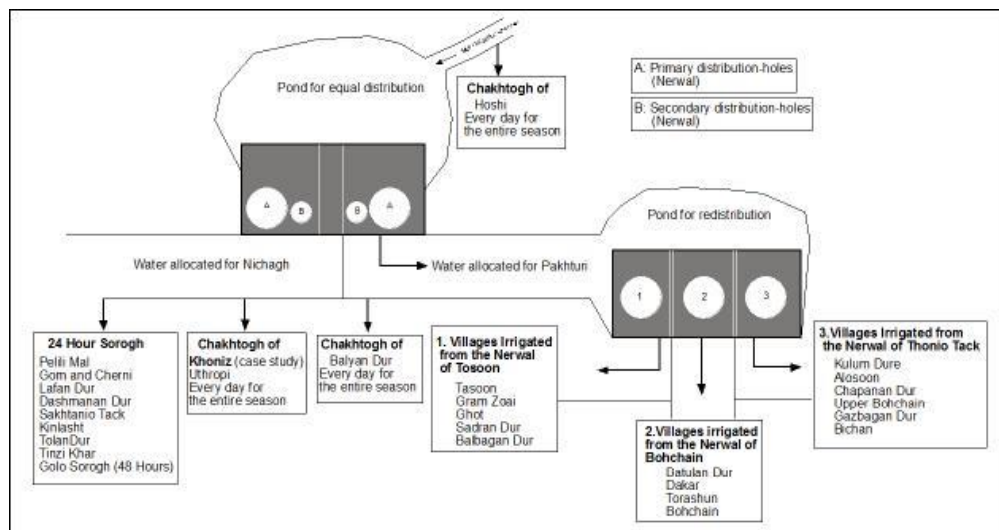 Pond for equal distribution
Chakhtogh of
Hoshi
Every day for
the entire season
A: Primary distribution-holes
(Nerwal)
B: Secondary distribution-holes
(Nerwal)
A
B
B
A
Pond for redistribution
Water allocated for Nichagh
Water allocated for Pakhturi
1
2
3
24 Hour Sorogh
Pelili Mal
Gom and Cherni
Lafan Dur
Dashmanan Dur
Sakhtanio Tack
Kinlasht
TolanDur
Tinzi Khar
Golo Sorogh (48 Hours)
Chakhtogh of
Khoniz (case study)
Uthropi
Every day for
the entire season
Chakhtogh of
Balyan Dur
Every day for
the entire season
1. Villages Irrigated
from the Nerwal
of Tosoon
Tasoon
Gram Zoai
Ghot
Sadran Dur
Balbagan Dur
2.Villages irrigated
from the Nerwal of
Bohchain
Datulan Dur
Dakar
Torashun
Bohchain
3.Villages Irrigated from
the Nerwal of Thonio Tack
Kulum Dure
Alosoon
Chapanan Dur
Upper Bohchain
Gazbagan Dur
Bichan